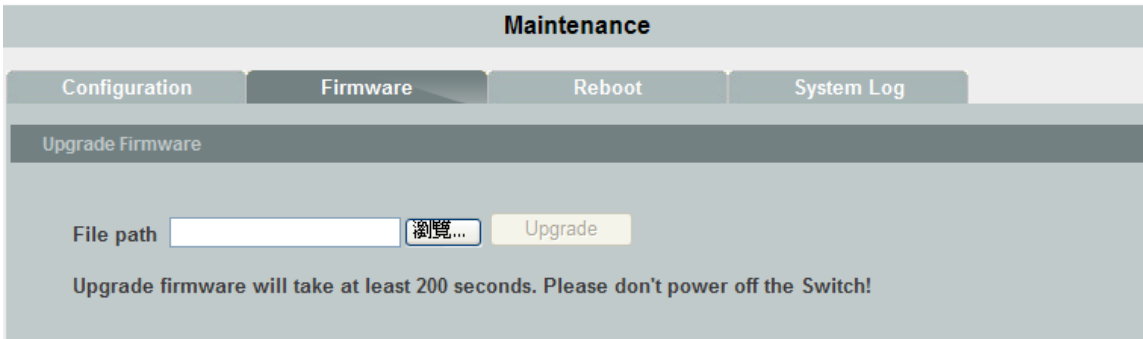 Maintenance
Configuration Firmware Reboot System Log
Upgrade Firmware
File path 瀏覽... Upgrade
Upgrade firmware will take at least 200 seconds. Please don't power off the Switch!